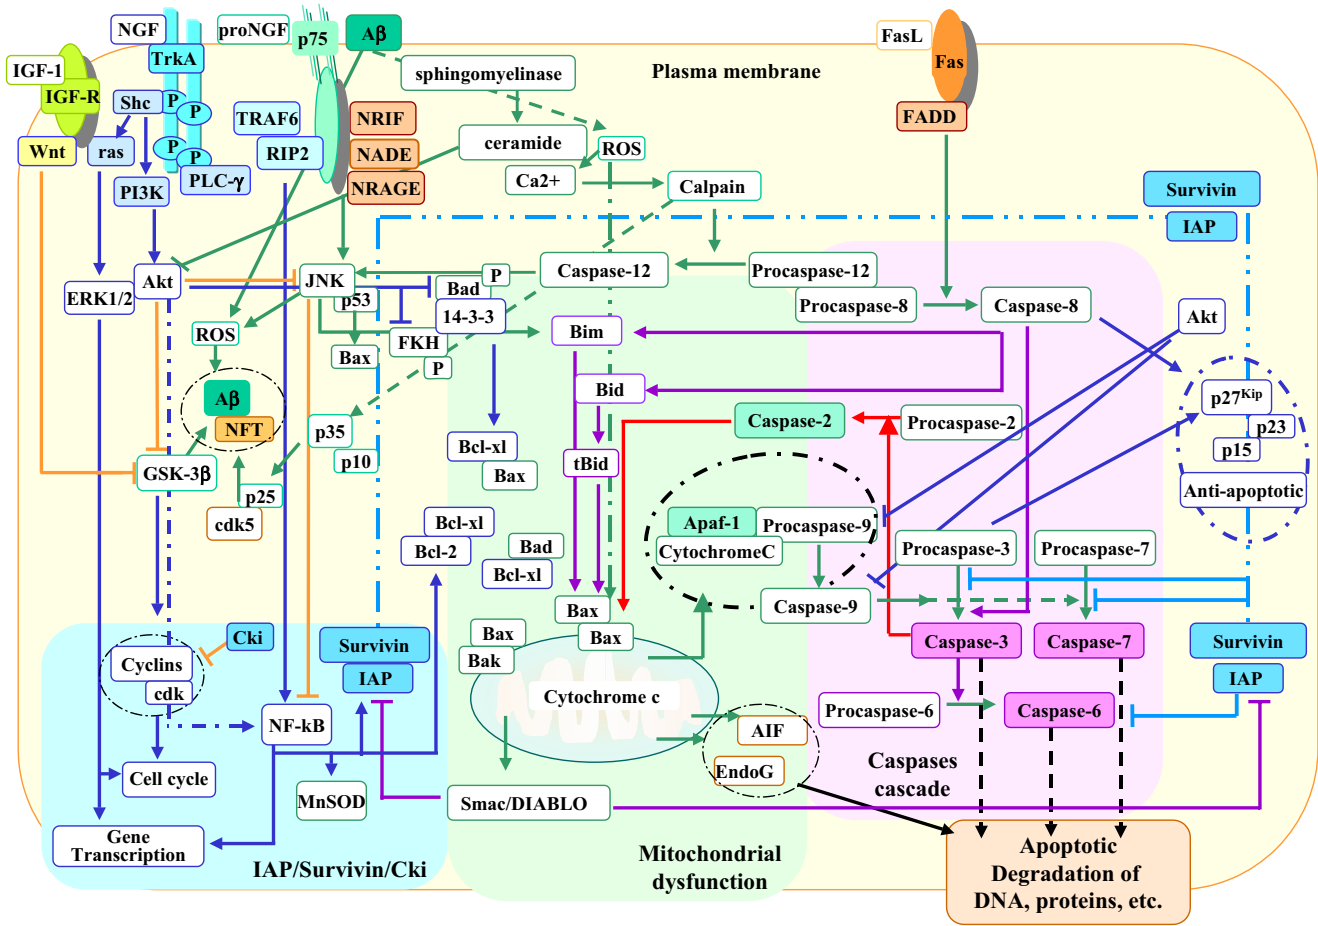 NGF
proNGF
p75
Aβ
FasL
Fas
IGF-1
IGF-R
TrkA
sphingomyelinase
Plasma membrane
Shc
P
P
TRAF6
NRIF
FADD
ceramide
ROS
Wnt
ras
P
P
RIP2
NADE
PI3K
PLC-γ
NRAGE
Ca2+
Calpain
Survivin
IAP
Akt
JNK
Bad
P
Caspase-12
Procaspase-12
ERK1/2
p53
14-3-3
Procaspase-8
Caspase-8
Akt
ROS
Bax
FKH
P
Bim
Bid
Aβ
NFT
p35
p10
Caspase-2
Procaspase-2
p27Kip
p23
p15
GSK-3β
p25
cdk5
Bcl-xl
Bax
tBid
Anti-apoptotic
Bcl-xl
Bcl-2
Bad
Bcl-xl
Apaf-1
Procaspase-9
CytochromeC
Procaspase-3
Procaspase-7
Bax
Caspase-9
Cki
Survivin
IAP
Bax
Bak
Bax
Caspase-3
Caspase-7
Survivin
IAP
Cyclins
cdk
Cytochrome c
NF-kB
Procaspase-6
Caspase-6
AIF
EndoG
Cell cycle
MnSOD
Smac/DIABLO
Caspases
cascade
Gene
Transcription
IAP/Survivin/Cki
Mitochondrial
dysfunction
Apoptotic
Degradation of
DNA, proteins, etc.